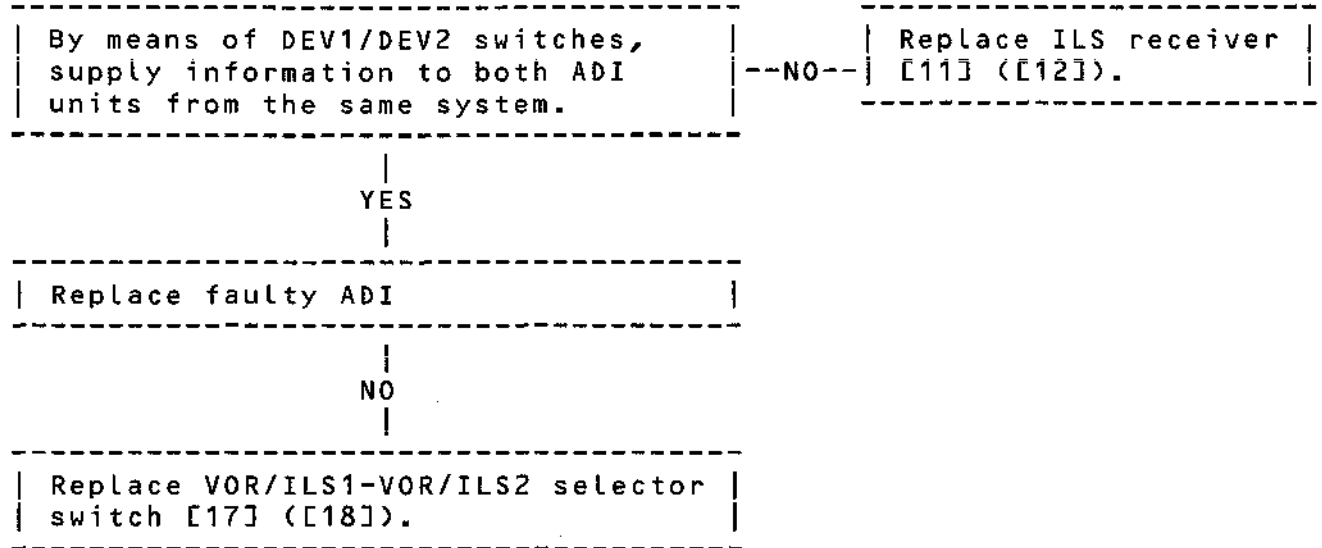 By means of DEV1/DEV2 switches,
supply information to both ADI
units from the same system.
--NO--
Replace ILS receiver
[11] ([12]).
YES
Replace faulty ADI
NO
Replace VOR/ILS1-VOR/ILS2 selector
switch [17] ([18]).